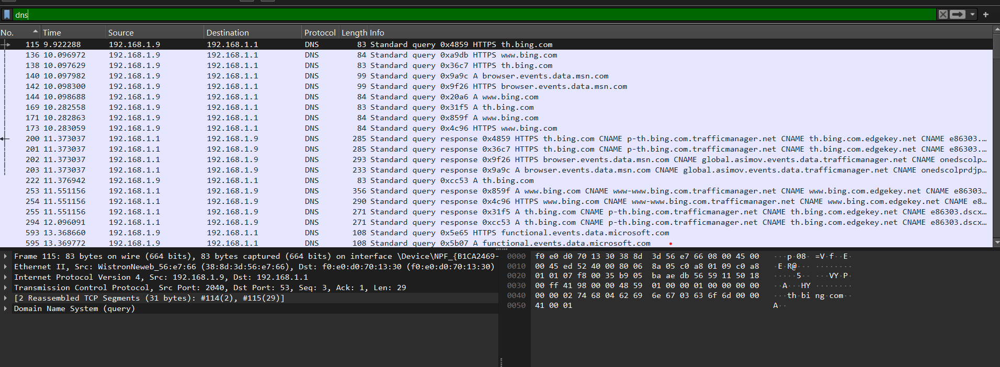 dns
No. Time Source Destination Protocol Length Info
115 9.922288 192.168.1.9 192.168.1.1 DNS 83 Standard query 0x4859 HTTPS th.bing.com
136 10.096972 192.168.1.9 192.168.1.1 DNS 84 Standard query 0xa9db HTTPS www.bing.com
138 10.097629 192.168.1.9 192.168.1.1 DNS 83 Standard query 0x36c7 HTTPS th.bing.com
140 10.097982 192.168.1.9 192.168.1.1 DNS 99 Standard query 0x9a9c A browser.events.data.msn.com
142 10.098300 192.168.1.9 192.168.1.1 DNS 99 Standard query 0x9f26 HTTPS browser.events.data.msn.com
144 10.098688 192.168.1.9 192.168.1.1 DNS 84 Standard query 0x20a6 A www.bing.com
169 10.282558 192.168.1.9 192.168.1.1 DNS 83 Standard query 0x31f5 A th.bing.com
171 10.282863 192.168.1.9 192.168.1.1 DNS 84 Standard query 0x859f A www.bing.com
173 10.283059 192.168.1.9 192.168.1.1 DNS 84 Standard query 0x4c96 HTTPS www.bing.com
200 11.373037 192.168.1.1 192.168.1.9 DNS 285 Standard query response 0x4859 HTTPS th.bing.com CNAME p-th.bing.com.trafficmanager.net CNAME th.bing.com.edgekey.net CNAME e86303.…
201 11.373037 192.168.1.1 192.168.1.9 DNS 285 Standard query response 0x36c7 HTTPS th.bing.com CNAME p-th.bing.com.trafficmanager.net CNAME th.bing.com.edgekey.net CNAME e86303.…
202 11.373037 192.168.1.1 192.168.1.9 DNS 293 Standard query response 0x9f26 HTTPS browser.events.data.msn.com CNAME global.asimov.events.data.trafficmanager.net CNAME onedscolp…
203 11.373037 192.168.1.1 192.168.1.9 DNS 233 Standard query response 0x9a9c A browser.events.data.msn.com CNAME global.asimov.events.data.trafficmanager.net CNAME onedscolprdjp…
222 11.376942 192.168.1.9 192.168.1.1 DNS 83 Standard query 0xcc53 A th.bing.com
253 11.551156 192.168.1.1 192.168.1.9 DNS 356 Standard query response 0x859f A www.bing.com CNAME www-www.bing.com.trafficmanager.net CNAME www.bing.com.edgekey.net CNAME e86303…
254 11.551156 192.168.1.1 192.168.1.9 DNS 290 Standard query response 0x4c96 HTTPS www.bing.com CNAME www-www.bing.com.trafficmanager.net CNAME www.bing.com.edgekey.net CNAME e8…
255 11.551156 192.168.1.1 192.168.1.9 DNS 271 Standard query response 0x31f5 A th.bing.com CNAME p-th.bing.com.trafficmanager.net CNAME th.bing.com.edgekey.net CNAME e86303.dscx…
294 12.096091 192.168.1.1 192.168.1.9 DNS 271 Standard query response 0xcc53 A th.bing.com CNAME p-th.bing.com.trafficmanager.net CNAME th.bing.com.edgekey.net CNAME e86303.dscx…
593 13.368660 192.168.1.9 192.168.1.1 DNS 108 Standard query 0x5e65 HTTPS functional.events.data.microsoft.com
595 13.369772 192.168.1.9 192.168.1.1 DNS 108 Standard query 0x5b07 A functional.events.data.microsoft.com
Frame 115: 83 bytes on wire (664 bits), 83 bytes captured (664 bits) on interface \Device\NPF_{B1CA2469-
Ethernet II, Src: WistronNeweb_56:e7:66 (38:8d:3d:56:e7:66), Dst: f0:e0:d0:70:13:30 (f0:e0:d0:70:13:30)
Internet Protocol Version 4, Src: 192.168.1.9, Dst: 192.168.1.1
Transmission Control Protocol, Src Port: 2040, Dst Port: 53, Seq: 3, Ack: 1, Len: 29
[2 Reassembled TCP Segments (31 bytes): #114(2), #115(29)]
Domain Name System (query)
0000 f0 e0 d0 70 13 30 38 8d 3d 56 e7 66 08 00 45 00 ···p·08· =V·f··E·
0010 00 45 ed 52 40 00 80 06 8a 05 c0 a8 01 09 c0 a8 ·E·R@··· ········
0020 01 01 07 f8 00 35 b9 05 ba ae db 56 59 11 50 18 ·····5·· ···VY·P·
0030 00 ff 41 98 00 00 48 59 01 00 00 01 00 00 00 00 ··A···HY ········
0040 00 00 02 74 68 04 62 69 6e 67 03 63 6f 6d 00 00 ···th·bi ng·com··
0050 41 00 01 A··